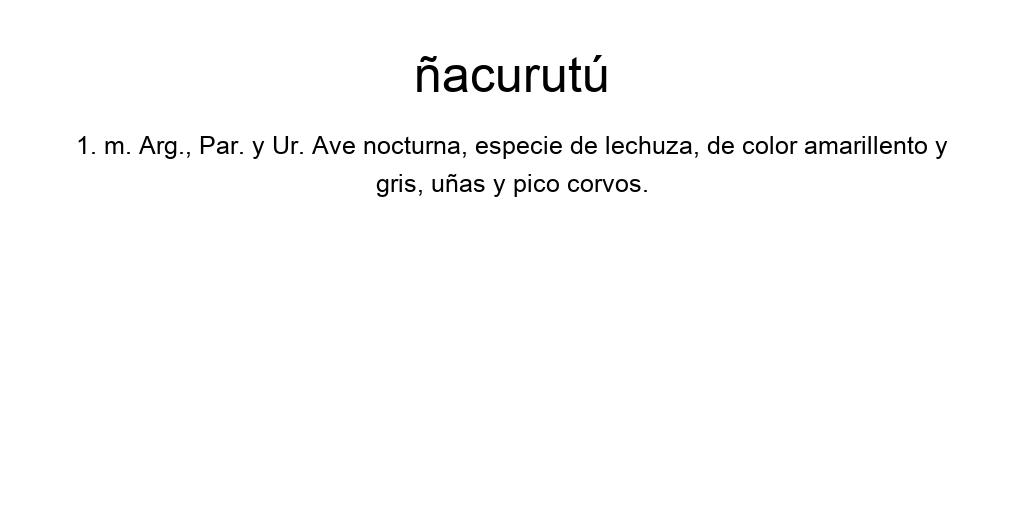 ñacurutú
1. m. Arg., Par. y Ur. Ave nocturna, especie de lechuza, de color amarillento y
gris, uñas y pico corvos.